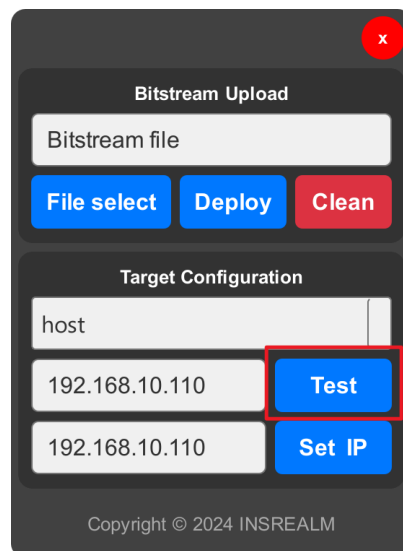 x
Bitstream Upload
Bitstream file
File select Deploy Clean
Target Configuration
host
192.168.10.110 Test
192.168.10.110 Set IP
Copyright © 2024 INSREALM